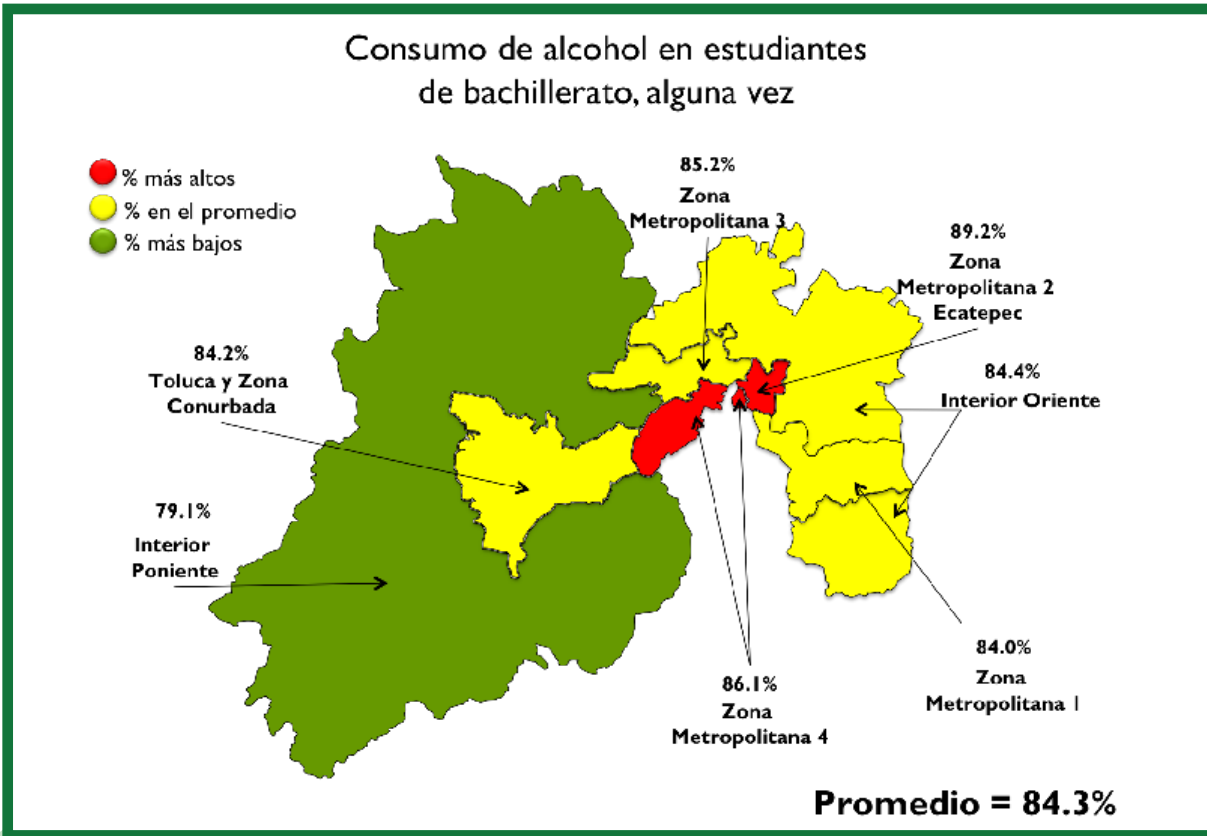 Consumo de alcohol en estudiantes
de bachillerato, alguna vez
% más altos
% en el promedio
% más bajos
85.2%
Zona
Metropolitana 3
89.2%
Zona
Metropolitana 2
Ecatepec
84.2%
Toluca y Zona
Conurbada
84.4%
Interior Oriente
79.1%
Interior
Poniente
86.1%
Zona
Metropolitana 4
84.0%
Zona
Metropolitana 1
Promedio = 84.3%